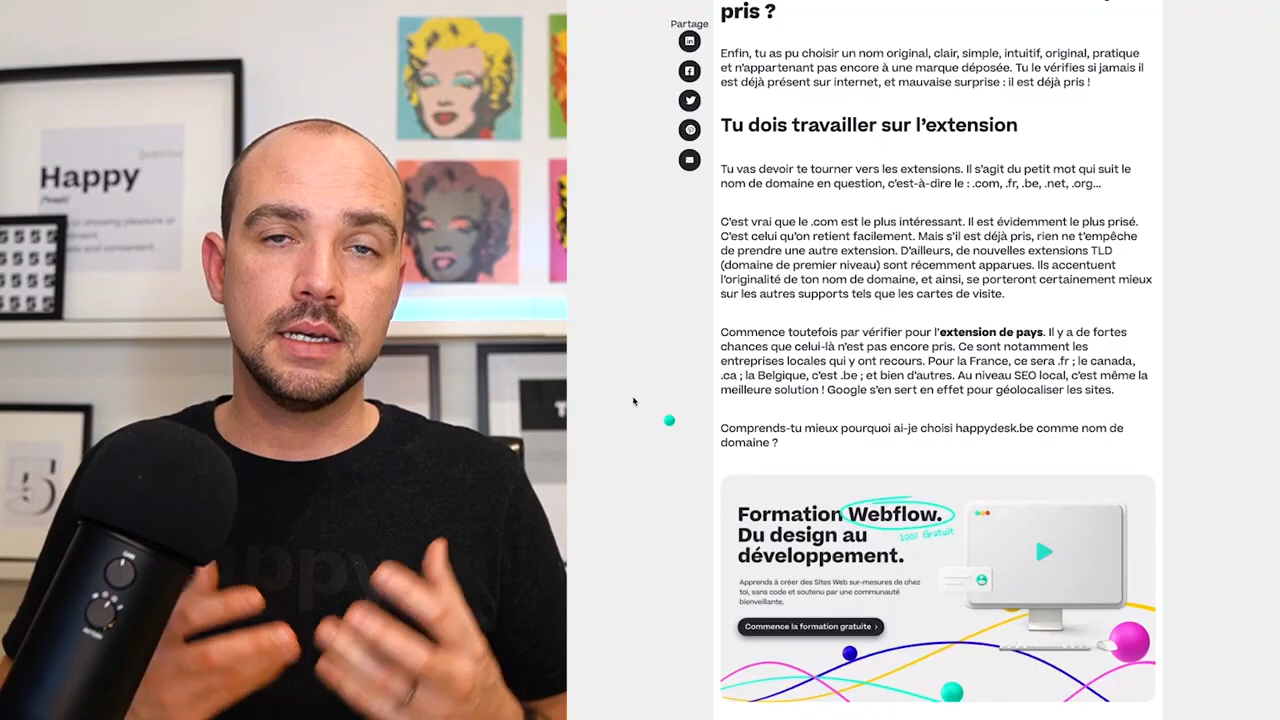 Happy
5 5 5 5
5 5 5 5
5 5 5 5
5
pris ?
Partage
Enfin, tu as pu choisir un nom original, clair, simple, intuitif, original, pratique
et n’appartenant pas encore à une marque déposée. Tu le vérifies si jamais il
est déjà présent sur internet, et mauvaise surprise : il est déjà pris !
Tu dois travailler sur l’extension
Tu vas devoir te tourner vers les extensions. Il s’agit du petit mot qui suit le
nom de domaine en question, c’est-à-dire le : .com, .fr, .be, .net, .org...
C’est vrai que le .com est le plus intéressant. Il est évidemment le plus prisé.
C’est celui qu’on retient facilement. Mais s’il est déjà pris, rien ne t’empêche
de prendre une autre extension. D’ailleurs, de nouvelles extensions TLD
(domaine de premier niveau) sont récemment apparues. Ils accentuent
l’originalité de ton nom de domaine, et ainsi, se porteront certainement mieux
sur les autres supports tels que les cartes de visite.
Commence toutefois par vérifier pour l’extension de pays. Il y a de fortes
chances que celui-là n’est pas encore pris. Ce sont notamment les
entreprises locales qui y ont recours. Pour la France, ce sera .fr ; le canada,
.ca ; la Belgique, c’est .be ; et bien d’autres. Au niveau SEO local, c’est même la
meilleure solution ! Google s’en sert en effet pour géolocaliser les sites.
Comprends-tu mieux pourquoi ai-je choisi happydesk.be comme nom de
domaine ?
Formation Webflow.
100% Gratuit
Du design au
développement.
Apprends à créer des Sites Web sur-mesures de chez
toi, sans code et soutenu par une communauté
bienveillante.
Commence la formation gratuite ›